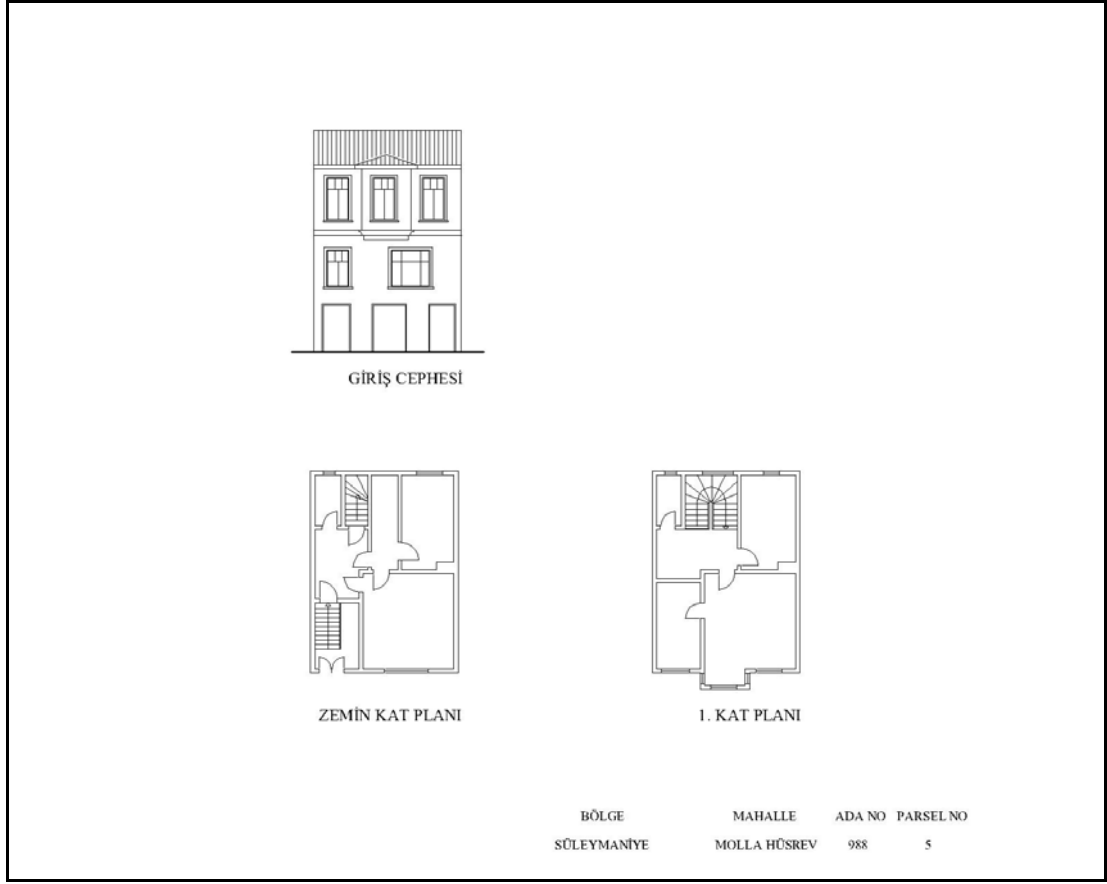 GİRİŞ CEPHESİ
ZEMİN KAT PLANI
1. KAT PLANI
BÖLGE MAHALLE ADA NO PARSEL NO
SÜLEYMANİYE MOLLA HÜSREV 988 5